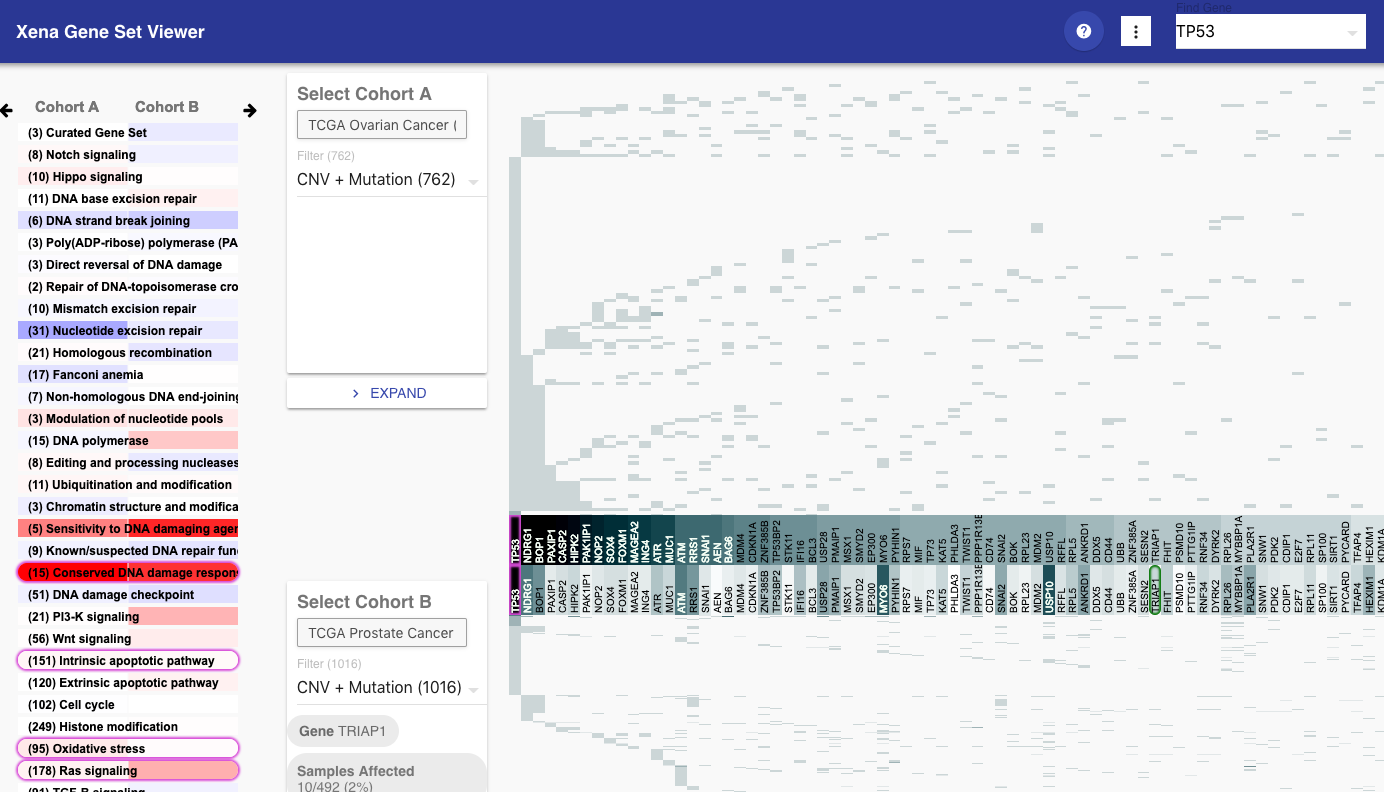 Xena Gene Set Viewer
Find Gene
TP53
Cohort A
Cohort B
(3) Curated Gene Set
(8) Notch signaling
(10) Hippo signaling
(11) DNA base excision repair
(6) DNA strand break joining
(3) Poly(ADP-ribose) polymerase (PA
(3) Direct reversal of DNA damage
(2) Repair of DNA-topoisomerase cro
(10) Mismatch excision repair
(31) Nucleotide excision repair
(21) Homologous recombination
(17) Fanconi anemia
(7) Non-homologous DNA end-joining
(3) Modulation of nucleotide pools
(15) DNA polymerase
(8) Editing and processing nucleases
(11) Ubiquitination and modification
(3) Chromatin structure and modifica
(5) Sensitivity to DNA damaging agen
(9) Known/suspected DNA repair fun
(15) Conserved DNA damage respon
(51) DNA damage checkpoint
(21) PI3-K signaling
(56) Wnt signaling
(151) Intrinsic apoptotic pathway
(120) Extrinsic apoptotic pathway
(102) Cell cycle
(249) Histone modification
(95) Oxidative stress
(178) Ras signaling
(91) TGF-B signaling
Select Cohort A
TCGA Ovarian Cancer (
Filter (762)
CNV + Mutation (762)
EXPAND
Select Cohort B
TCGA Prostate Cancer
Filter (1016)
CNV + Mutation (1016)
Gene TRIAP1
Samples Affected
10/492 (2%)
TP53 NDRG1 BOP1 PAXIP1 CASP2 HIPK2 PAK1IP1 NOP2 SOX4 FOXM1 MAGEA2 ING4 ATR MUC1 ATM RRS1 SNAI1 AEN BAG6 MDM4 CDKN1A ZNF385B TP53BP2 STK11 IFI16 BCL3 USP28 PMAIP1 MSX1 SMYD2 EP300 MYO6 PYHIN1 RPS7 MIF TP73 KAT5 PHLDA3 TWIST1 PPP1R13B CD74 SNAI2 BOK RPL23 MDM2 USP10 RFFL RPL5 ANKRD1 DDX5 CD44 UBB ZNF385A SESN2 TRIAP1 FHIT PSMD10 PTTG1IP RNF34 DYRK2 RPL26 MYBBP1A PLA2R1 SNW1 PDK2 CDIP1 E2F7 RPL11 SP100 SIRT1 PYCARD TFAP4 HEXIM1 KDM1A
TP53 NDRG1 BOP1 PAXIP1 CASP2 HIPK2 PAK1IP1 NOP2 SOX4 FOXM1 MAGEA2 ING4 ATR MUC1 ATM RRS1 SNAI1 AEN BAG6 MDM4 CDKN1A ZNF385B TP53BP2 STK11 IFI16 BCL3 USP28 PMAIP1 MSX1 SMYD2 EP300 MYO6 PYHIN1 RPS7 MIF TP73 KAT5 PHLDA3 TWIST1 PPP1R13B CD74 SNAI2 BOK RPL23 MDM2 USP10 RFFL RPL5 ANKRD1 DDX5 CD44 UBB ZNF385A SESN2 TRIAP1 FHIT PSMD10 PTTG1IP RNF34 DYRK2 RPL26 MYBBP1A PLA2R1 SNW1 PDK2 CDIP1 E2F7 RPL11 SP100 SIRT1 PYCARD TFAP4 HEXIM1 KDM1A